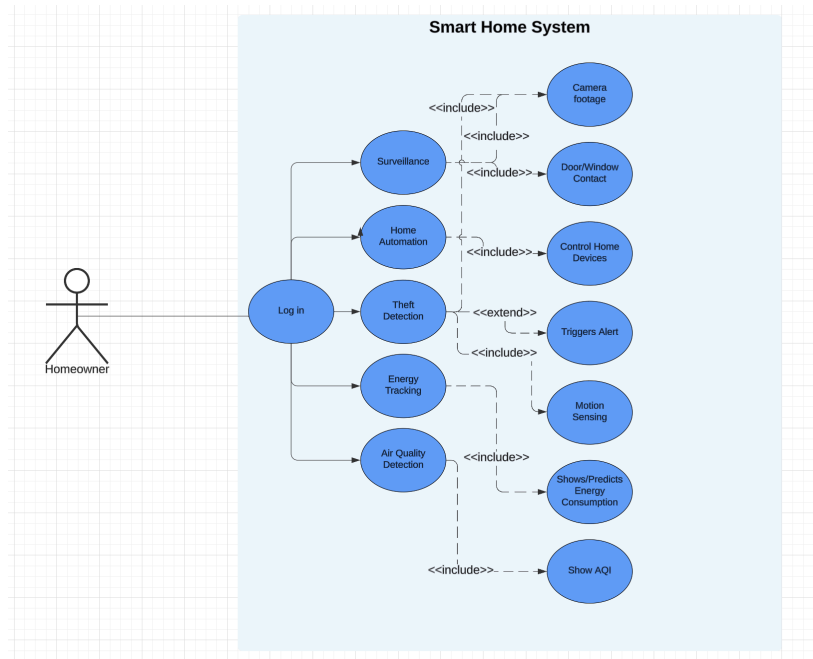 Smart Home System
Camera
footage
<<include>>
<<include>>
Surveillance
<<include>>
Door/Window
Contact
Home
Automation
<<include>>
Control Home
Devices
Log in
Theft
Detection
<<extend>>
Triggers Alert
<<include>>
Homeowner
Energy
Tracking
Motion
Sensing
Air Quality
Detection
<<include>>
Shows/Predicts
Energy
Consumption
<<include>>
Show AQI